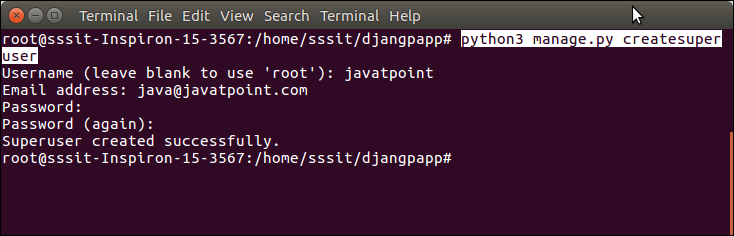 Terminal File Edit View Search Terminal Help
root@sssit-Inspiron-15-3567:/home/sssit/djangpapp# python3 manage.py createsuper
user
Username (leave blank to use 'root'): javatpoint
Email address: java@javatpoint.com
Password:
Password (again):
Superuser created successfully.
root@sssit-Inspiron-15-3567:/home/sssit/djangpapp#